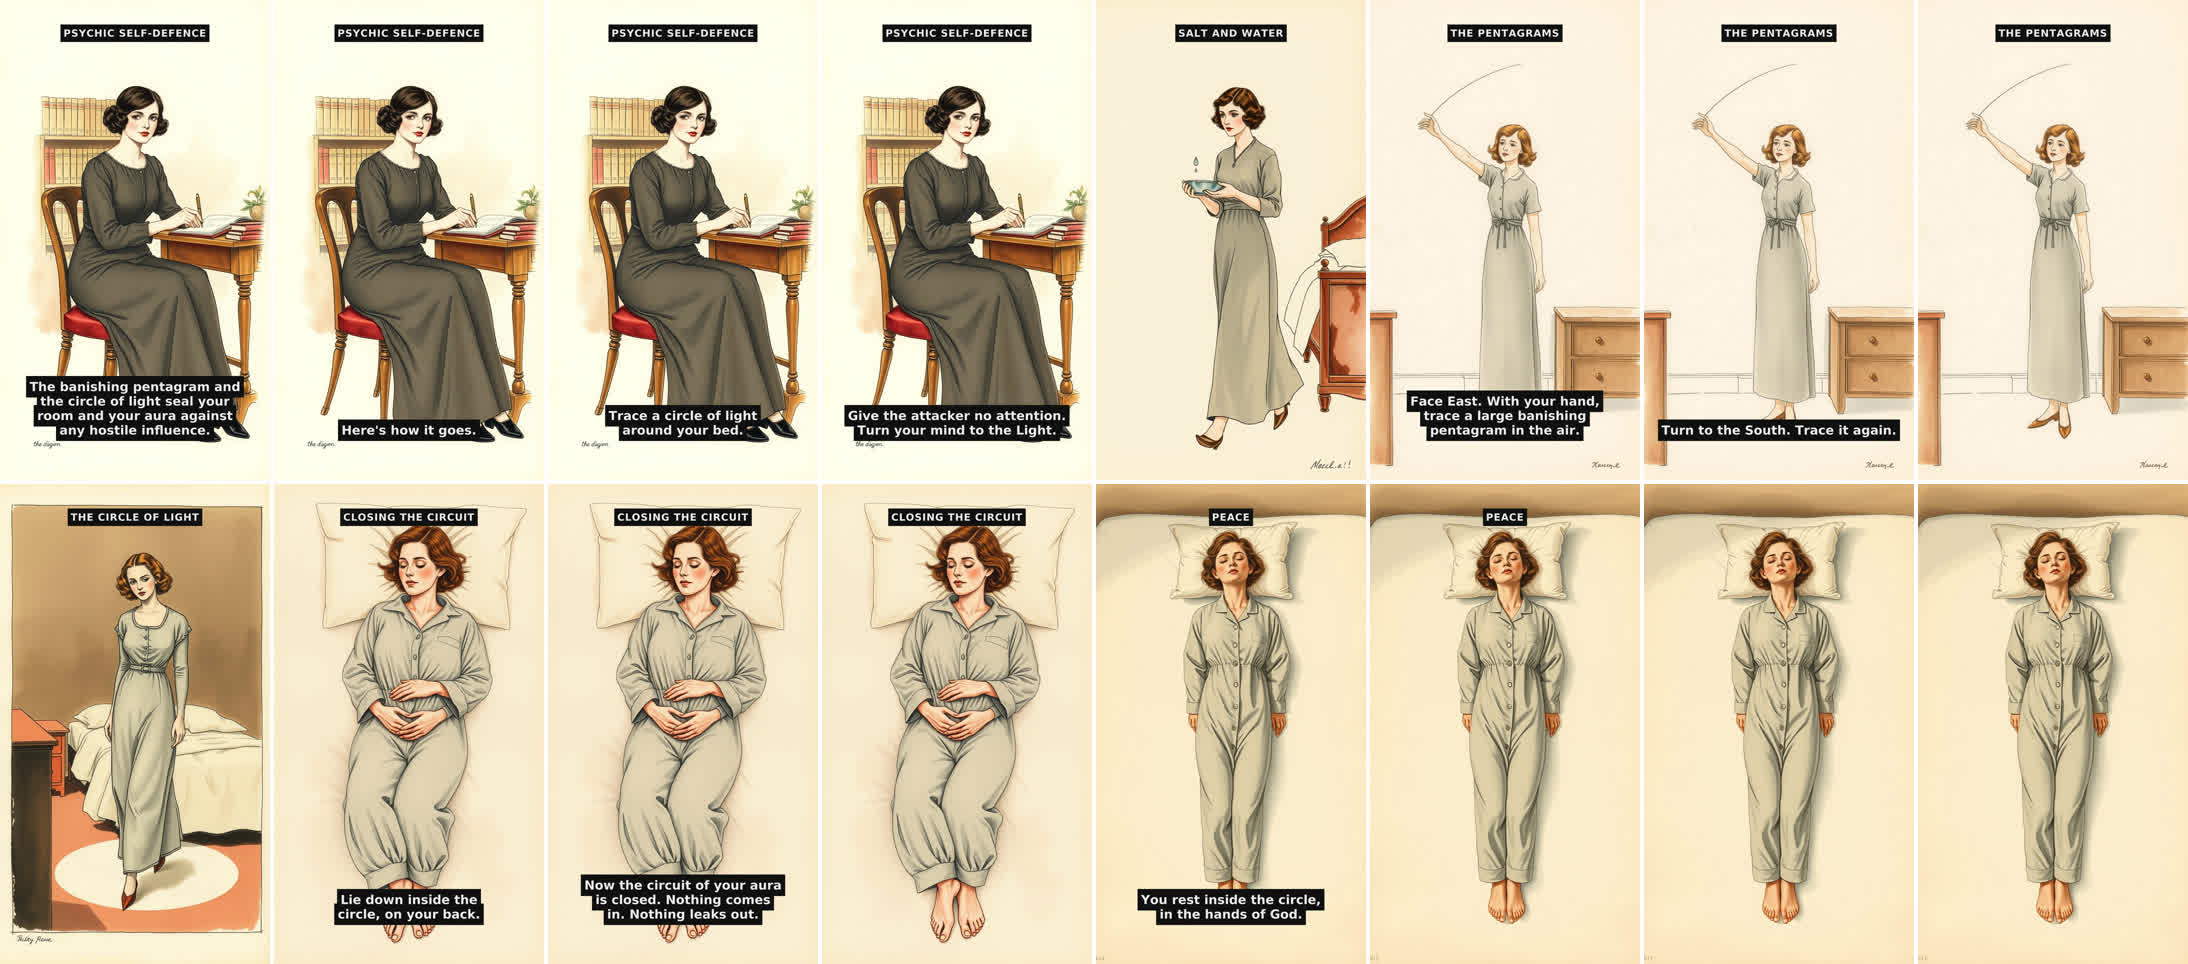 PSYCHIC SELF-DEFENCE
The banishing pentagram and
the circle of light seal your
room and your aura against
any hostile influence.
PSYCHIC SELF-DEFENCE
Here's how it goes.
PSYCHIC SELF-DEFENCE
Trace a circle of light
around your bed.
PSYCHIC SELF-DEFENCE
Give the attacker no attention.
Turn your mind to the Light.
SALT AND WATER
THE PENTAGRAMS
Face East. With your hand,
trace a large banishing
pentagram in the air.
THE PENTAGRAMS
Turn to the South. Trace it again.
THE PENTAGRAMS
THE CIRCLE OF LIGHT
CLOSING THE CIRCUIT
Lie down inside the
circle, on your back.
CLOSING THE CIRCUIT
Now the circuit of your aura
is closed. Nothing comes
in. Nothing leaks out.
CLOSING THE CIRCUIT
PEACE
You rest inside the circle,
in the hands of God.
PEACE